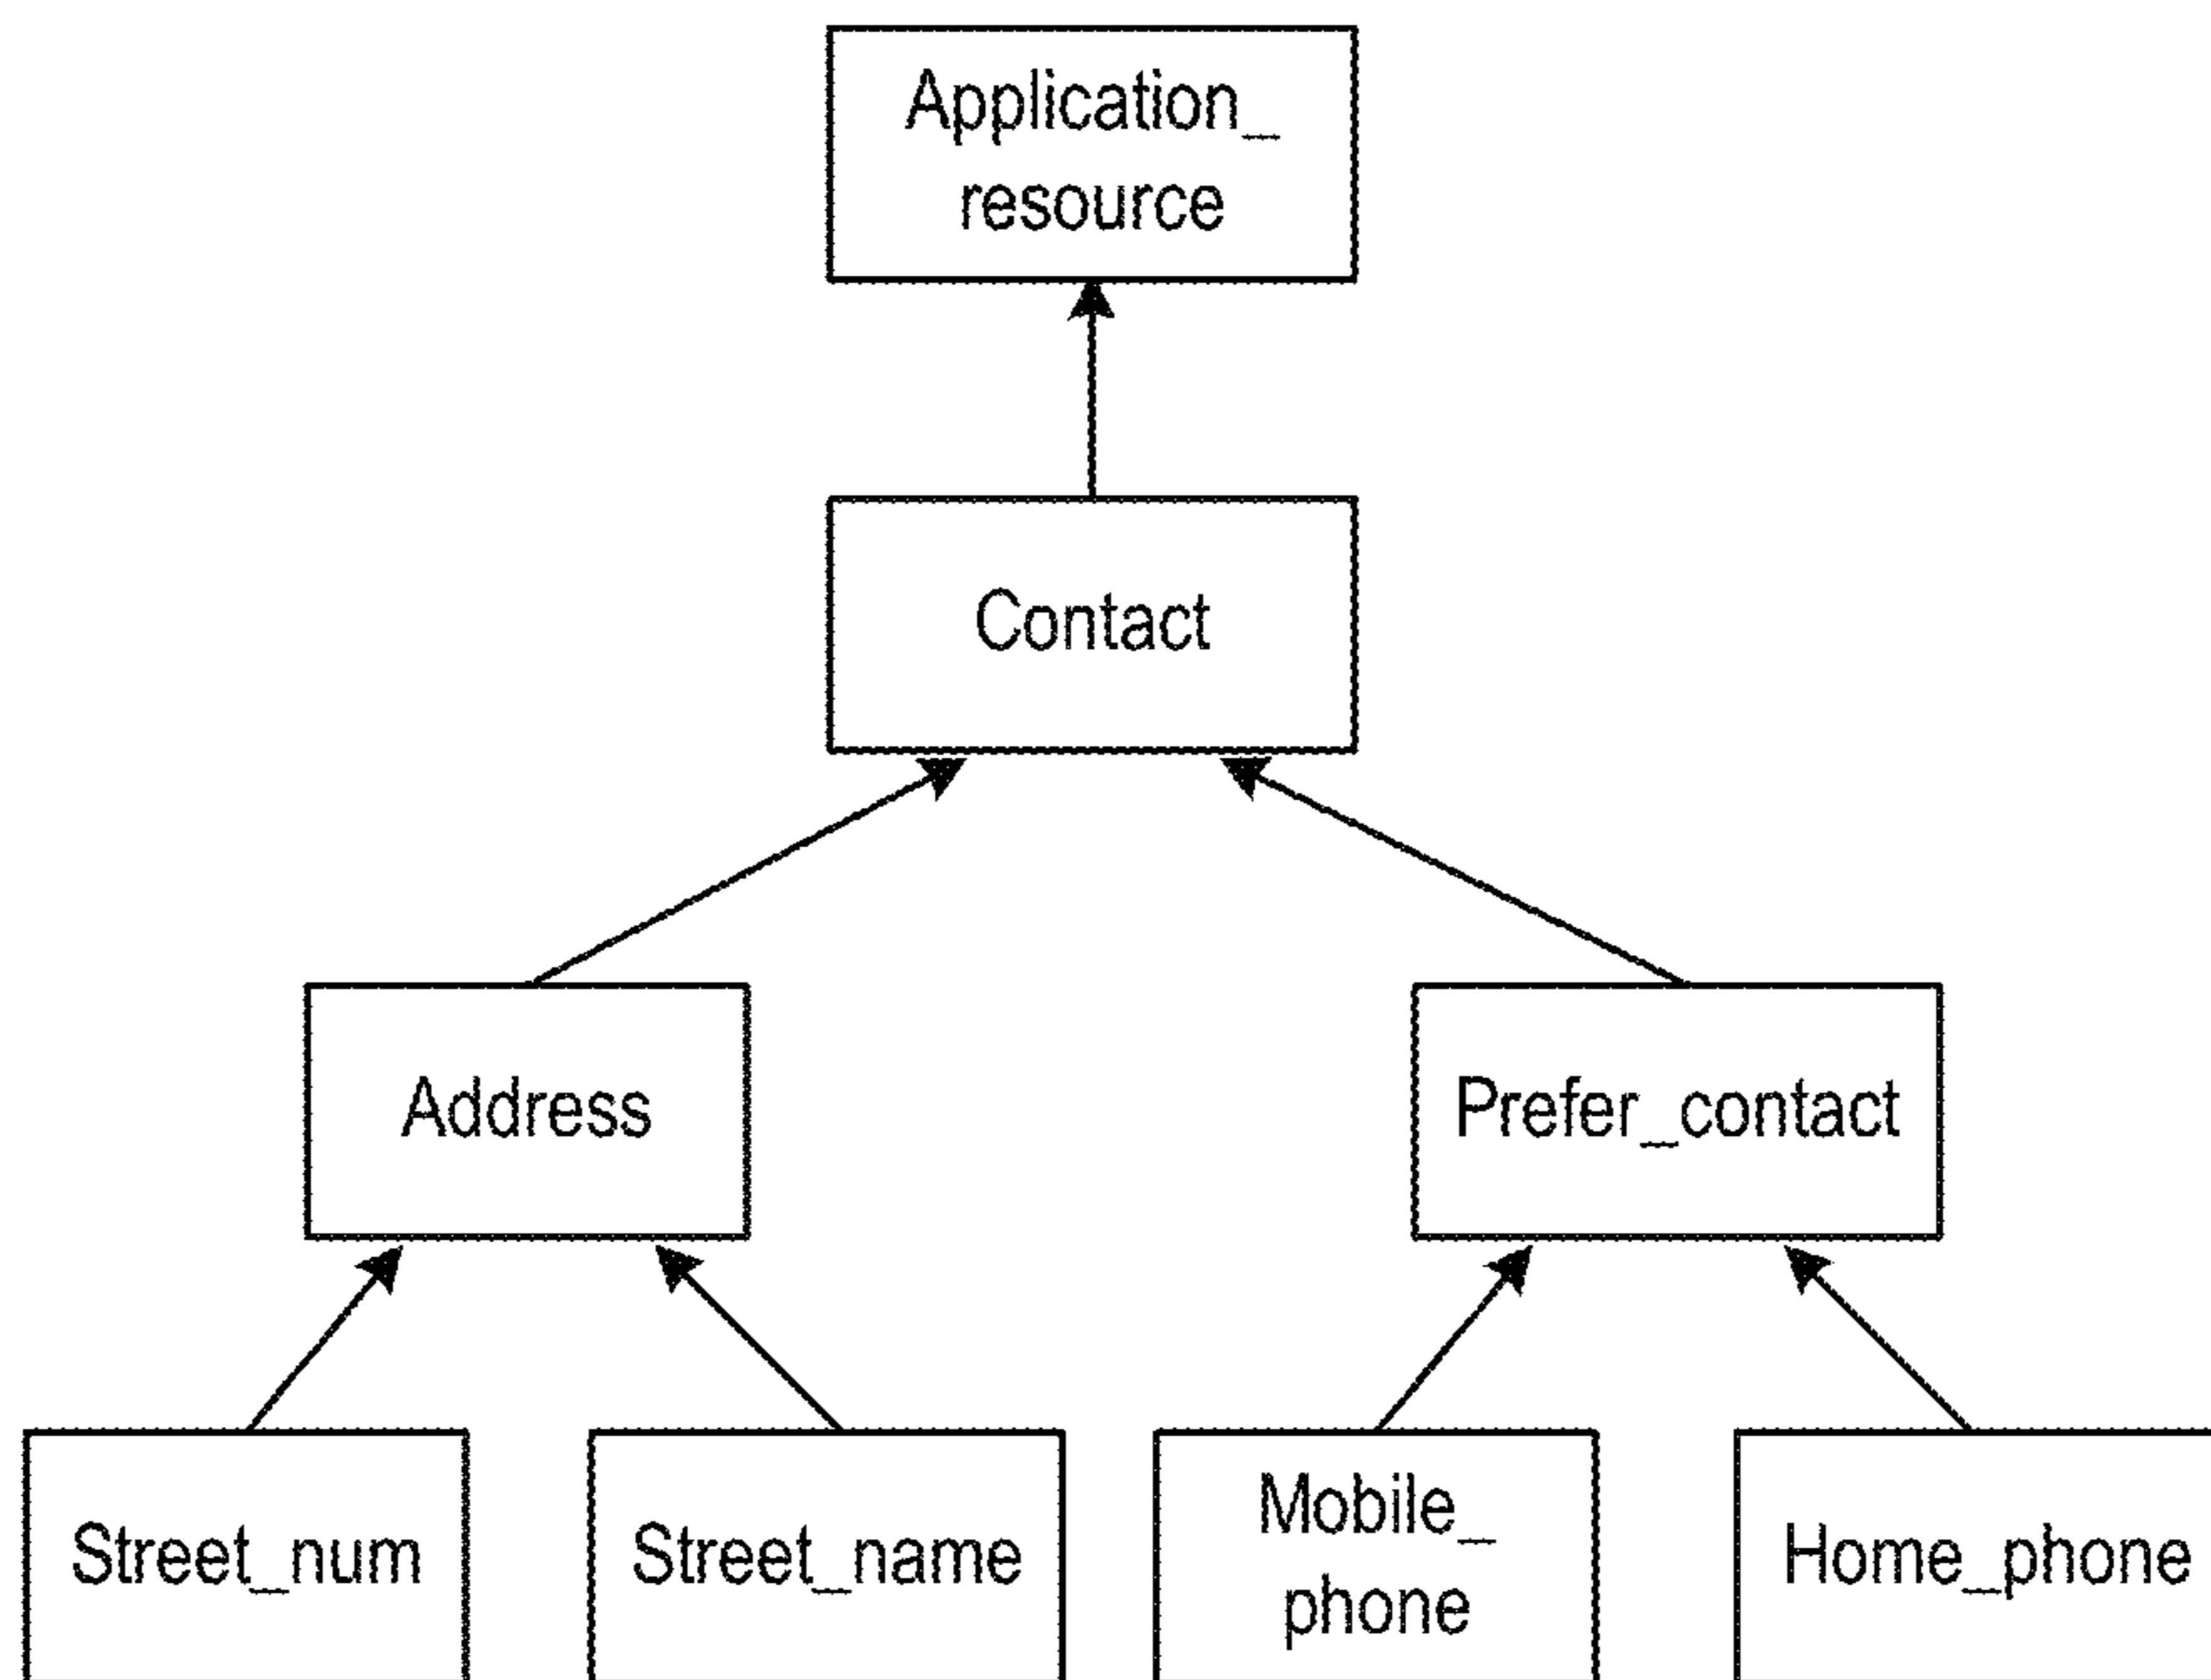 Application_
resource
Contact
Address
Prefer_contact
Street_num
Street_name
Mobile_
phone
Home_phone